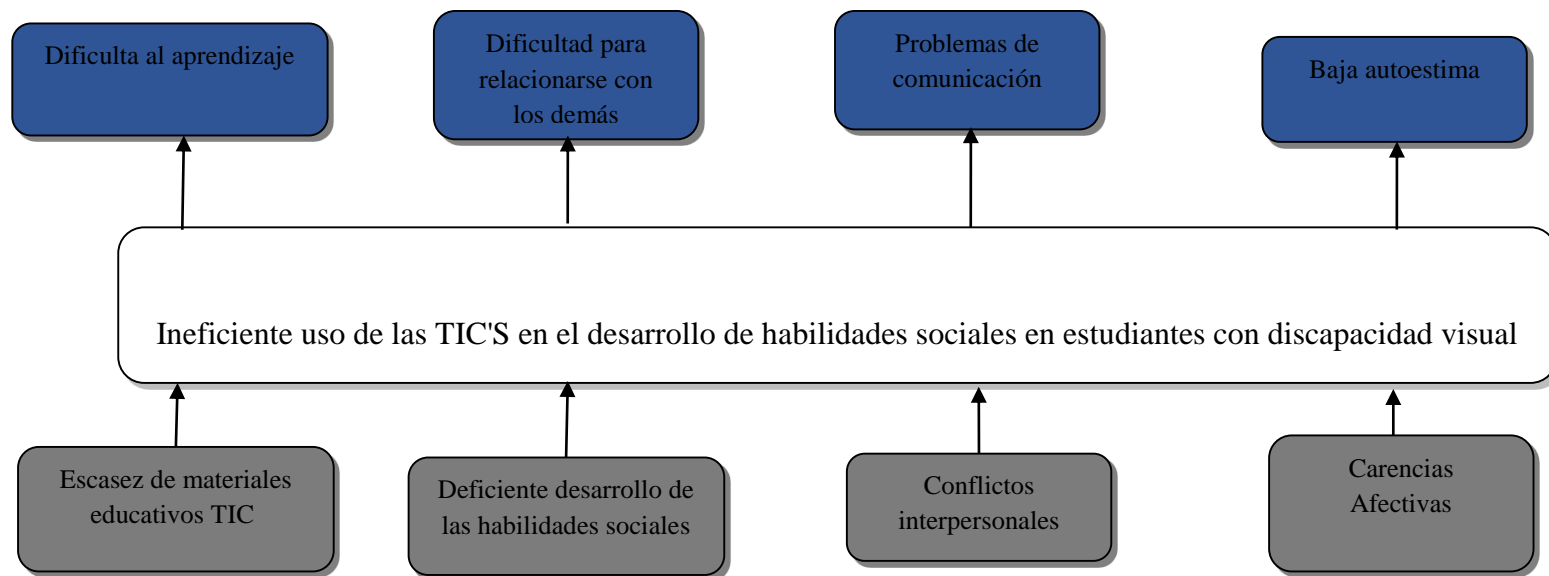 Dificulta al aprendizaje
Dificultad para
relacionarse con
los demás
Problemas de
comunicación
Baja autoestima
Ineficiente uso de las TIC'S en el desarrollo de habilidades sociales en estudiantes con discapacidad visual
Escasez de materiales
educativos TIC
Deficiente desarrollo de
las habilidades sociales
Conflictos
interpersonales
Carencias
Afectivas